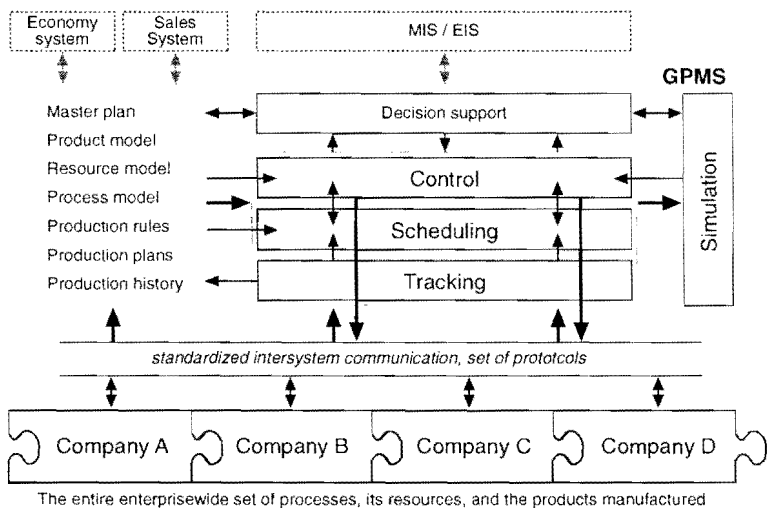 Economy
system
Sales
System
MIS / EIS
GPMS
Master plan
Decision support
Product model
Resource model
Control
Process model
Simulation
Production rules
Scheduling
Production plans
Production history
Tracking
standardized intersystem communication, set of prototcols
Company A
Company B
Company C
Company D
The entire enterprisewide set of processes, its resources, and the products manufactured